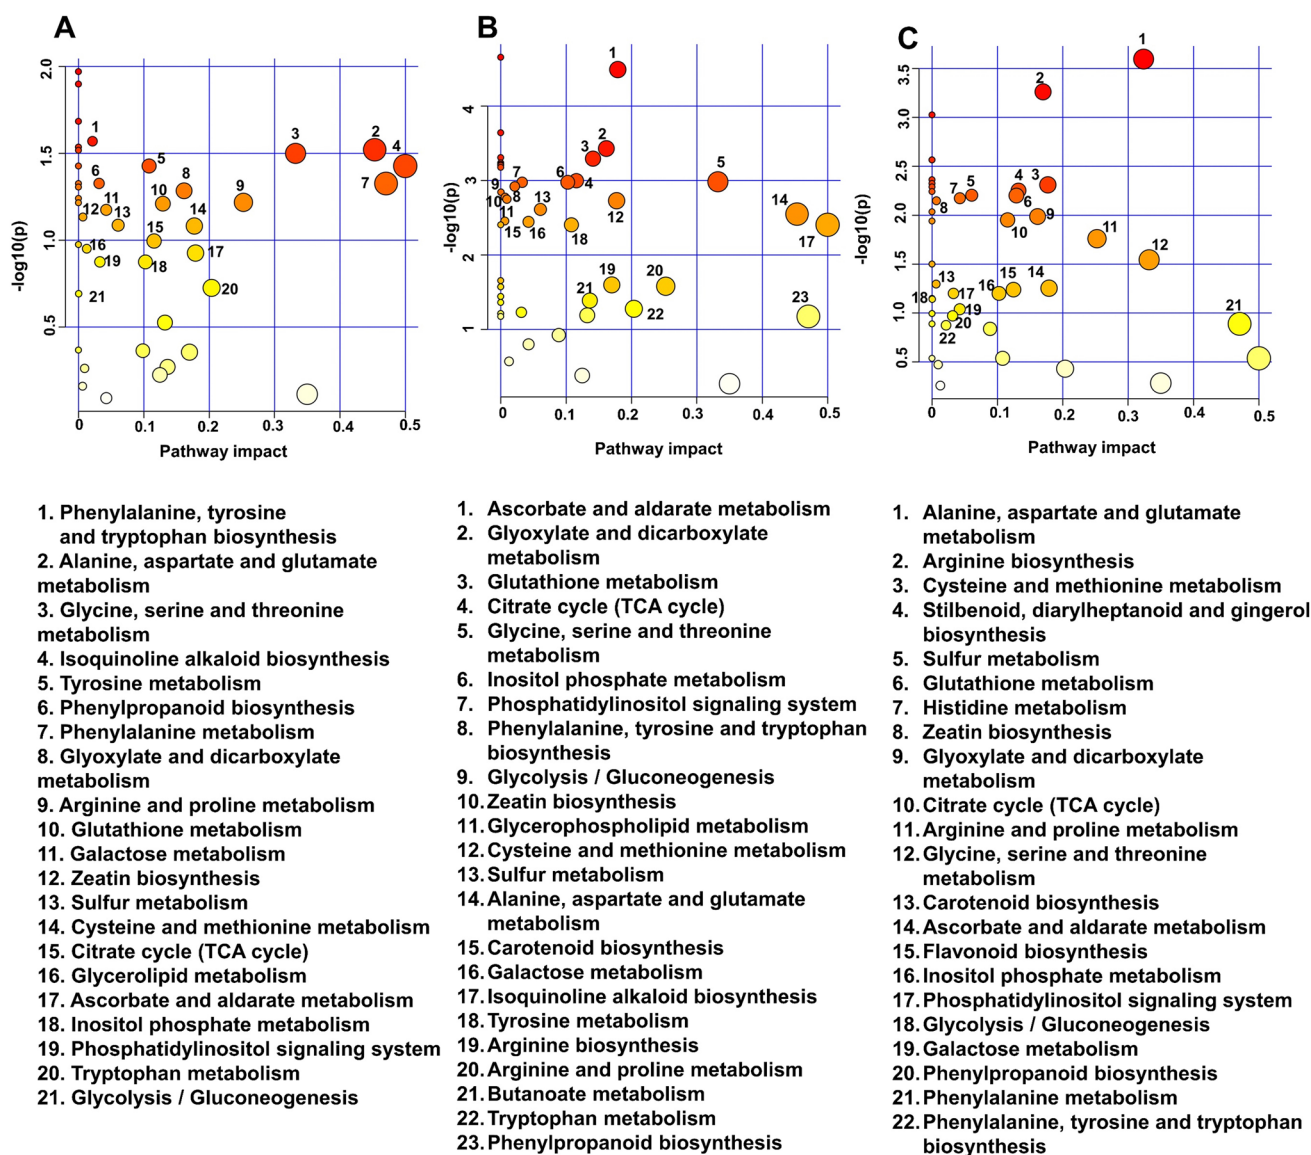 A
2.0
1.5
1.0
0.5
-log10(p)
1
2
3
4
5
6
7
8
9
10
11
12
13
14
15
16
17
18
19
20
21
0
0.1
0.2
0.3
0.4
0.5
Pathway impact
B
4
3
2
1
-log10(p)
1
2
3
4
5
6
7
8
9
10
11
12
13
14
15
16
17
18
19
20
21
22
23
0
0.1
0.2
0.3
0.4
0.5
Pathway impact
C
3.5
3.0
2.5
2.0
1.5
1.0
0.5
-log10(p)
1
2
3
4
5
7
8
9
10
11
12
13
14
15
16
17
18
19
20
21
22
0
0.1
0.2
0.3
0.4
0.5
Pathway impact
1. Phenylalanine, tyrosine
and tryptophan biosynthesis
2. Alanine, aspartate and glutamate
metabolism
3. Glycine, serine and threonine
metabolism
4. Isoquinoline alkaloid biosynthesis
5. Tyrosine metabolism
6. Phenylpropanoid biosynthesis
7. Phenylalanine metabolism
8. Glyoxylate and dicarboxylate
metabolism
9. Arginine and proline metabolism
10. Glutathione metabolism
11. Galactose metabolism
12. Zeatin biosynthesis
13. Sulfur metabolism
14. Cysteine and methionine metabolism
15. Citrate cycle (TCA cycle)
16. Glycerolipid metabolism
17. Ascorbate and aldarate metabolism
18. Inositol phosphate metabolism
19. Phosphatidylinositol signaling system
20. Tryptophan metabolism
21. Glycolysis / Gluconeogenesis
1. Ascorbate and aldarate metabolism
2. Glyoxylate and dicarboxylate
metabolism
3. Glutathione metabolism
4. Citrate cycle (TCA cycle)
5. Glycine, serine and threonine
metabolism
6. Inositol phosphate metabolism
7. Phosphatidylinositol signaling system
8. Phenylalanine, tyrosine and tryptophan
biosynthesis
9. Glycolysis / Gluconeogenesis
10. Zeatin biosynthesis
11. Glycerophospholipid metabolism
12. Cysteine and methionine metabolism
13. Sulfur metabolism
14. Alanine, aspartate and glutamate
metabolism
15. Carotenoid biosynthesis
16. Galactose metabolism
17. Isoquinoline alkaloid biosynthesis
18. Tyrosine metabolism
19. Arginine biosynthesis
20. Arginine and proline metabolism
21. Butanoate metabolism
22. Tryptophan metabolism
23. Phenylpropanoid biosynthesis
1. Alanine, aspartate and glutamate
metabolism
2. Arginine biosynthesis
3. Cysteine and methionine metabolism
4. Stilbenoid, diarylheptanoid and gingerol
biosynthesis
5. Sulfur metabolism
6. Glutathione metabolism
7. Histidine metabolism
8. Zeatin biosynthesis
9. Glyoxylate and dicarboxylate
metabolism
10. Citrate cycle (TCA cycle)
11. Arginine and proline metabolism
12. Glycine, serine and threonine
metabolism
13. Carotenoid biosynthesis
14. Ascorbate and aldarate metabolism
15. Flavonoid biosynthesis
16. Inositol phosphate metabolism
17. Phosphatidylinositol signaling system
18. Glycolysis / Gluconeogenesis
19. Galactose metabolism
20. Phenylpropanoid biosynthesis
21. Phenylalanine metabolism
22. Phenylalanine, tyrosine and tryptophan
biosynthesis